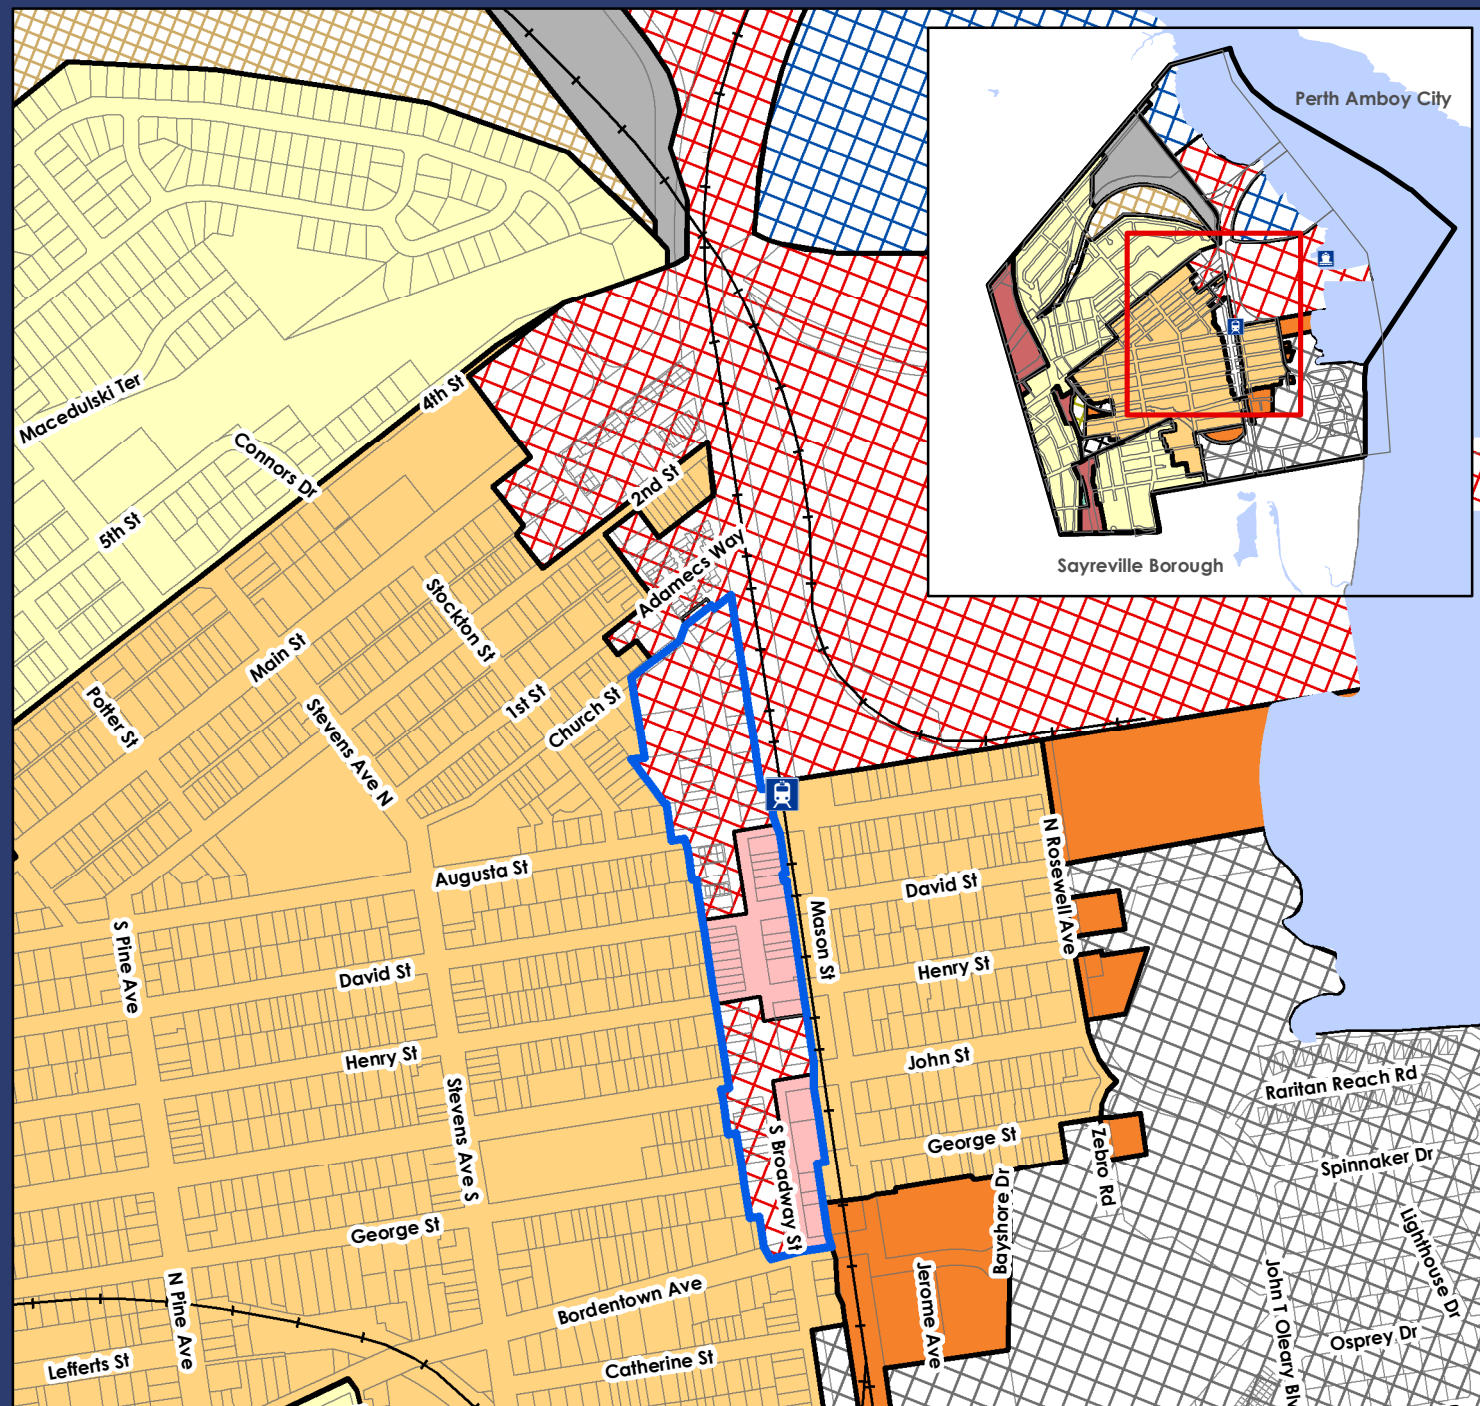 Perth Amboy City
Sayreville Borough
Macedulski Ter
4th St
Connors Dr
5th St
2nd St
Adamecs Way
Stockton St
Main St
Potter St
1st St
Church St
Stevens Ave N
Augusta St
N Rosewell Ave
David St
Mason St
S Pine Ave
David St
Henry St
Henry St
John St
Raritan Reach Rd
Stevens Ave S
S Broadway St
George St
Zebro Rd
Spinnaker Dr
George St
Bayshore Dr
Lighthouse Dr
N Pine Ave
Bordentown Ave
Jerome Ave
John T Oleary Blv
Osprey Dr
Lefferts St
Catherine St